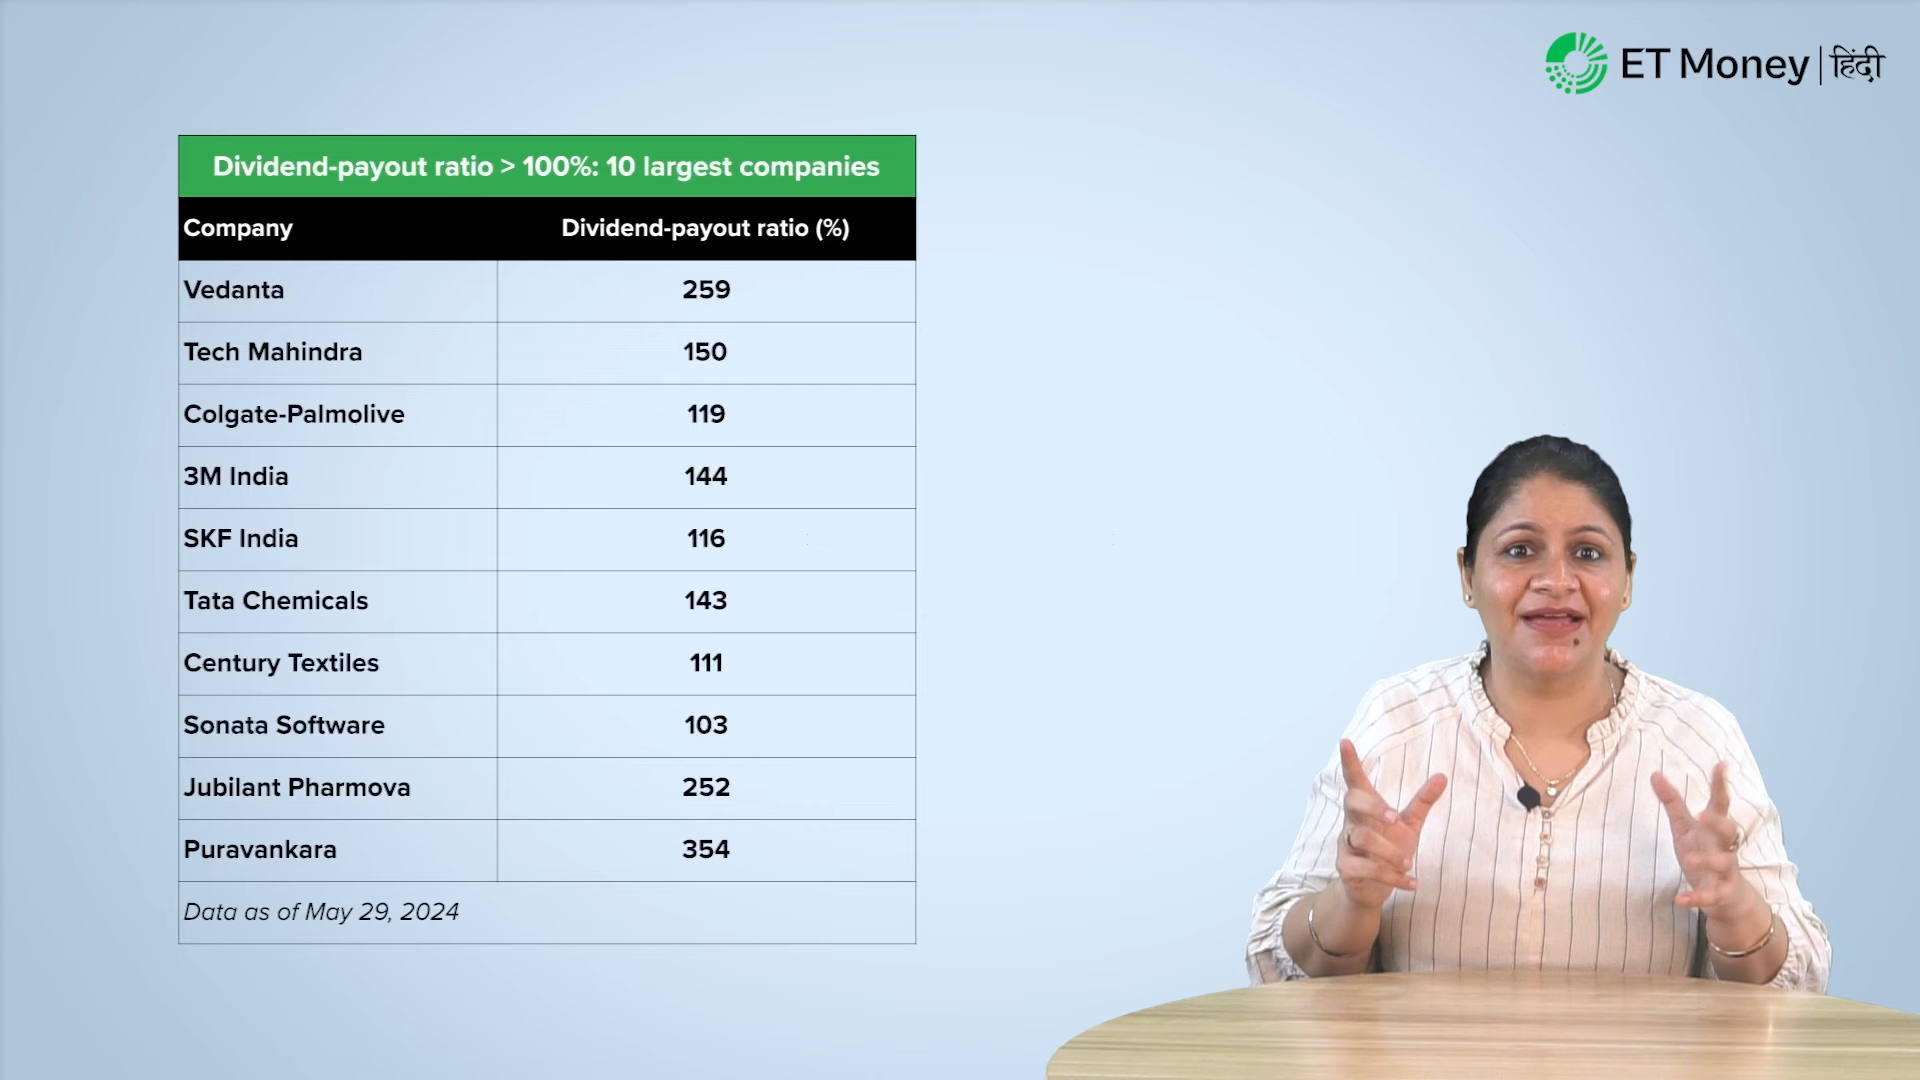 ET Money | हिंदी
Dividend-payout ratio > 100%: 10 largest companies
Company Dividend-payout ratio (%)
Vedanta 259
Tech Mahindra 150
Colgate-Palmolive 119
3M India 144
SKF India 116
Tata Chemicals 143
Century Textiles 111
Sonata Software 103
Jubilant Pharmova 252
Puravankara 354
Data as of May 29, 2024